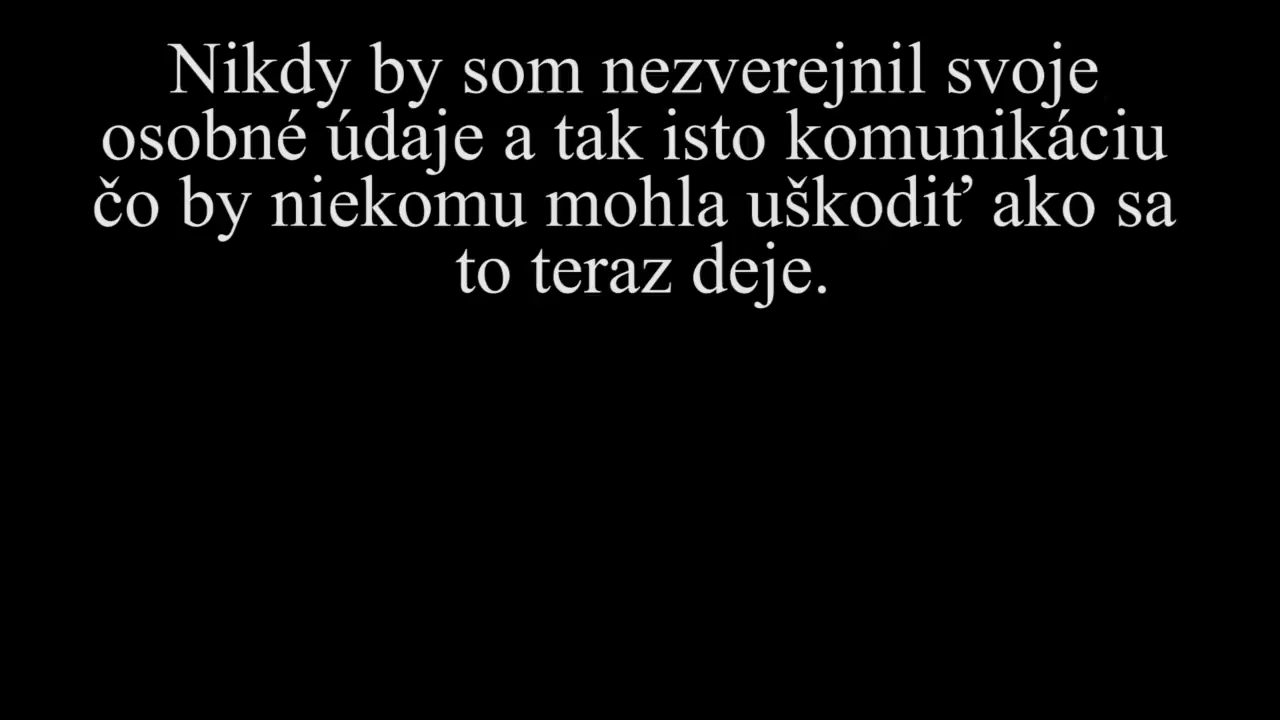 Nikdy by som nezverejnil svoje
osobné údaje a tak isto komunikáciu
čo by niekomu mohla uškodiť ako sa
to teraz deje.